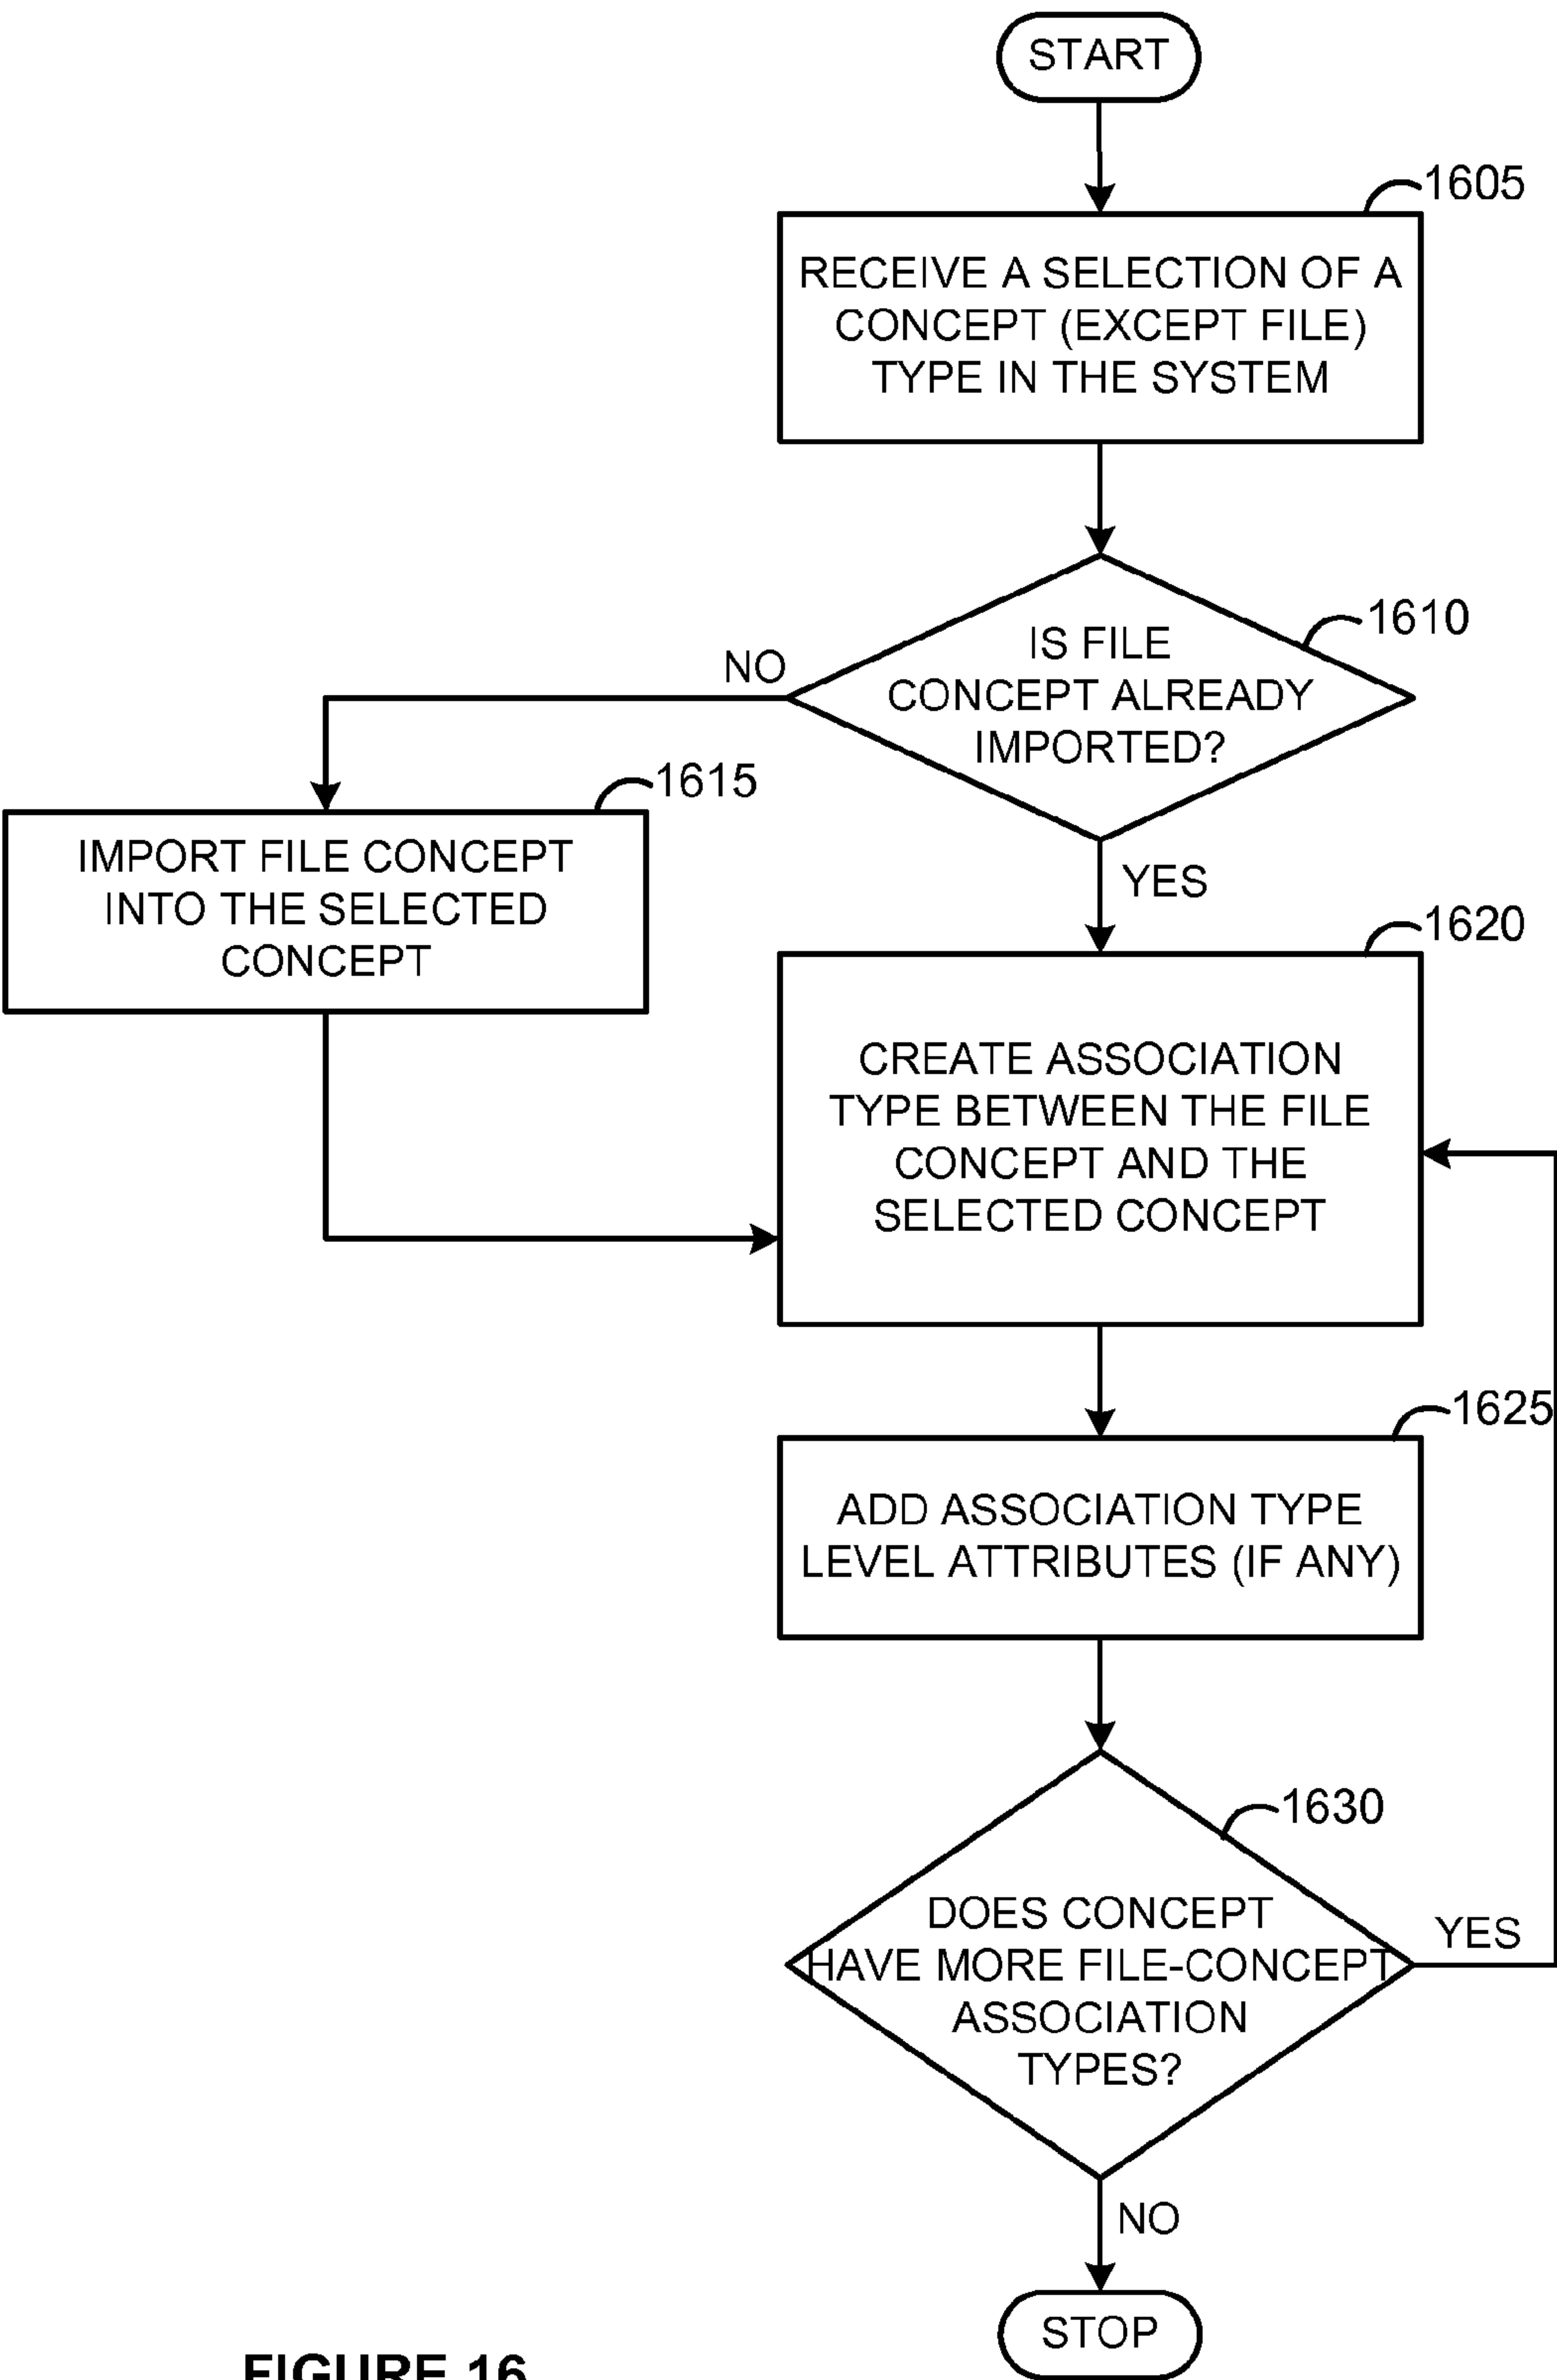 START
1605
RECEIVE A SELECTION OF A
CONCEPT (EXCEPT FILE)
TYPE IN THE SYSTEM
1610
IS FILE
CONCEPT ALREADY
IMPORTED?
NO
1615
IMPORT FILE CONCEPT
INTO THE SELECTED
CONCEPT
YES
1620
CREATE ASSOCIATION
TYPE BETWEEN THE FILE
CONCEPT AND THE
SELECTED CONCEPT
1625
ADD ASSOCIATION TYPE
LEVEL ATTRIBUTES (IF ANY)
1630
DOES CONCEPT
HAVE MORE FILE-CONCEPT
ASSOCIATION
TYPES?
YES
NO
STOP
FIGURE 16